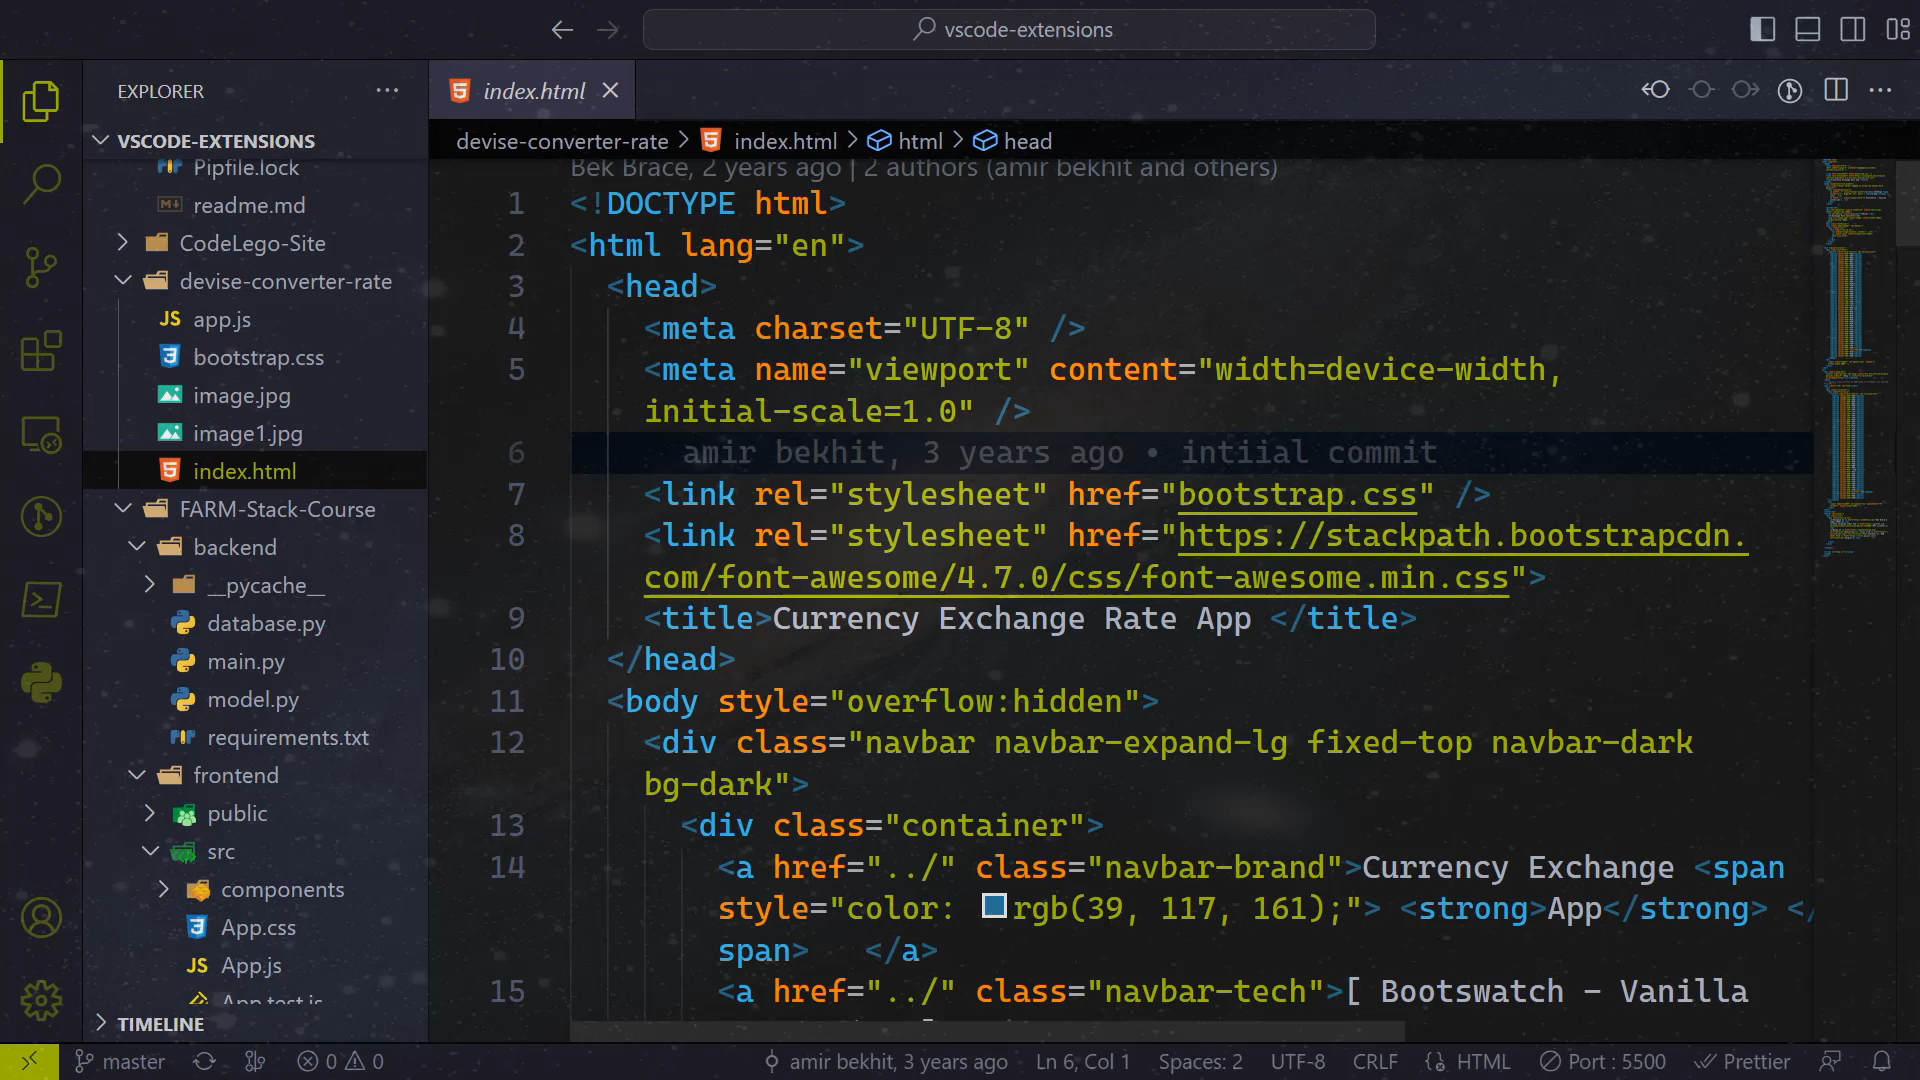 vscode-extensions
EXPLORER
index.html
VSCODE-EXTENSIONS
Pipfile.lock
readme.md
CodeLego-Site
devise-converter-rate
JS app.js
bootstrap.css
image.jpg
image1.jpg
index.html
FARM-Stack-Course
backend
__pycache__
database.py
main.py
model.py
requirements.txt
frontend
public
src
components
App.css
JS App.js
App.test.js
TIMELINE
devise-converter-rate > index.html > html > head
Bek Brace, 2 years ago | 2 authors (amir bekhit and others)
1 <!DOCTYPE html>
2 <html lang="en">
3 <head>
4 <meta charset="UTF-8" />
5 <meta name="viewport" content="width=device-width,
initial-scale=1.0" />
6 amir bekhit, 3 years ago • intiial commit
7 <link rel="stylesheet" href="bootstrap.css" />
8 <link rel="stylesheet" href="https://stackpath.bootstrapcdn.
com/font-awesome/4.7.0/css/font-awesome.min.css">
9 <title>Currency Exchange Rate App </title>
10 </head>
11 <body style="overflow:hidden">
12 <div class="navbar navbar-expand-lg fixed-top navbar-dark
bg-dark">
13 <div class="container">
14 <a href="../" class="navbar-brand">Currency Exchange <span
style="color: rgb(39, 117, 161);"> <strong>App</strong> </
span> </a>
15 <a href="../" class="navbar-tech">[ Bootswatch - Vanilla
master 0 0 amir bekhit, 3 years ago Ln 6, Col 1 Spaces: 2 UTF-8 CRLF HTML Port : 5500 Prettier